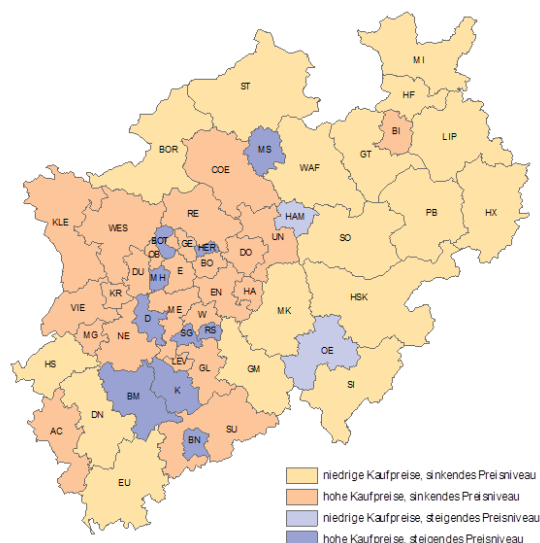 MI
ST
HF
MS
BI
LIP
BOR
GT
COE
WAF
KLE
RE
HAM
PB
HX
WES
BOT
GE
HER
UN
SO
OB
DO
DU
MH
E
BO
KR
EN
HA
HSK
VIE
D
ME
W
MK
MG
NE
SG
RS
OE
HS
LEV
GL
GM
SI
BM
K
DN
AC
SU
BN
EU
niedrige Kaufpreise, sinkendes Preisniveau
hohe Kaufpreise, sinkendes Preisniveau
niedrige Kaufpreise, steigendes Preisniveau
hohe Kaufpreise, steigendes Preisniveau